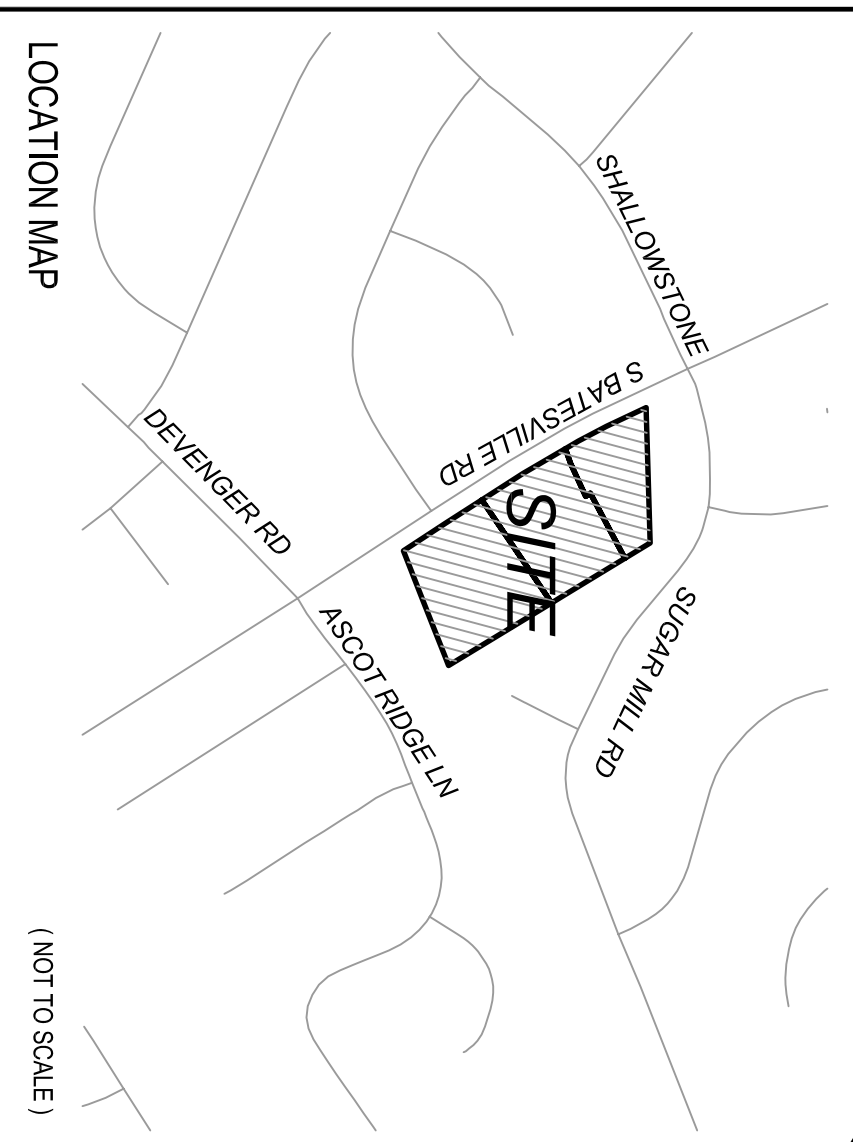 SHALLOWSTONE
S BATESVILLE RD
SUGAR MILL RD
SITE
DEVENGER RD
ASCOT RIDGE LN
LOCATION MAP
( NOT TO SCALE )